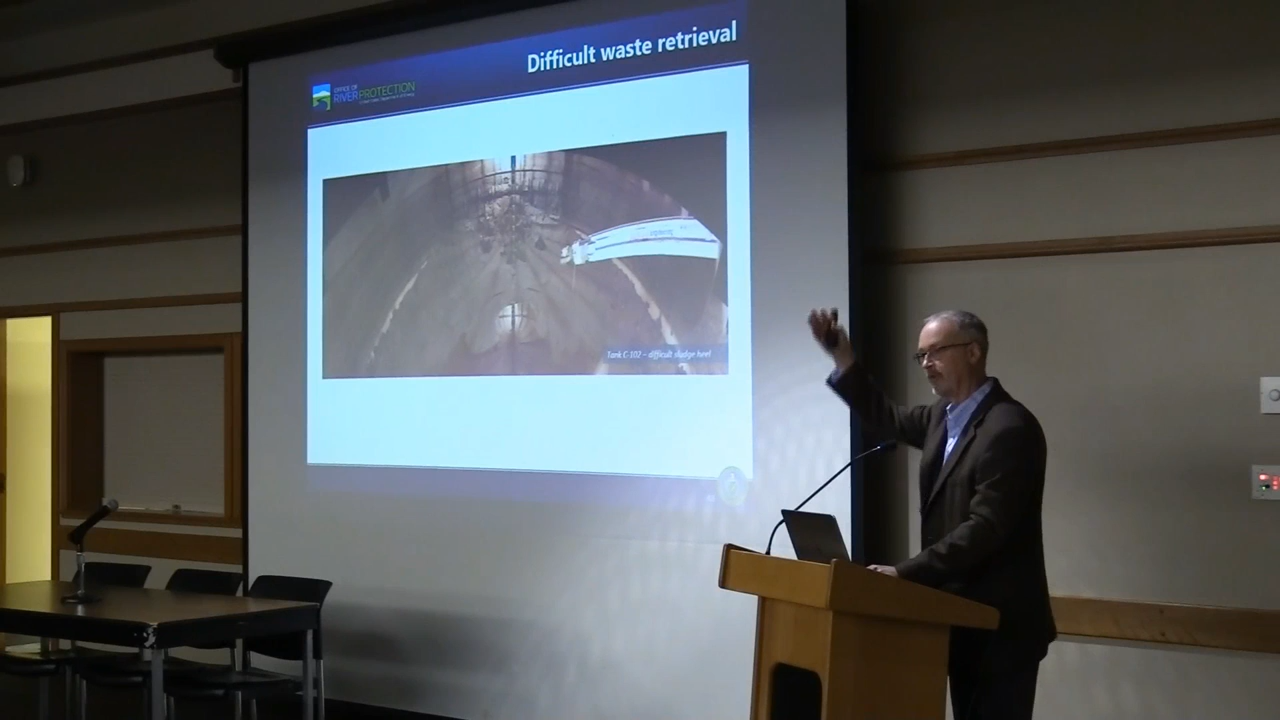 Difficult waste retrieval
OFFICE OF
RIVER PROTECTION
Tank C-102 – difficult sludge heel